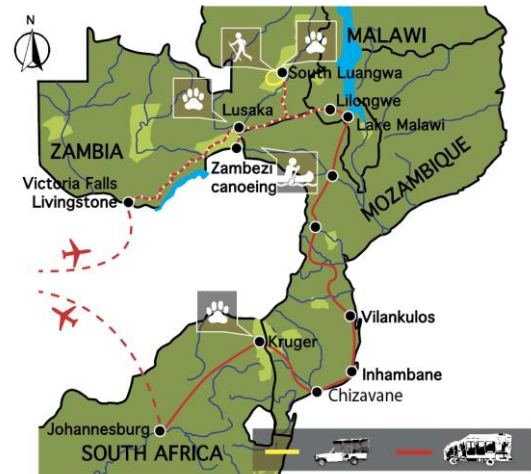 N
MALAWI
South Luangwa
Lilongwe
Lusaka
Lake Malawi
ZAMBIA
Zambezi
canoeing
MOZAMBIQUE
Victoria Falls
Livingstone
Vilankulos
Kruger
Inhambane
Chizavane
Johannesburg
SOUTH AFRICA